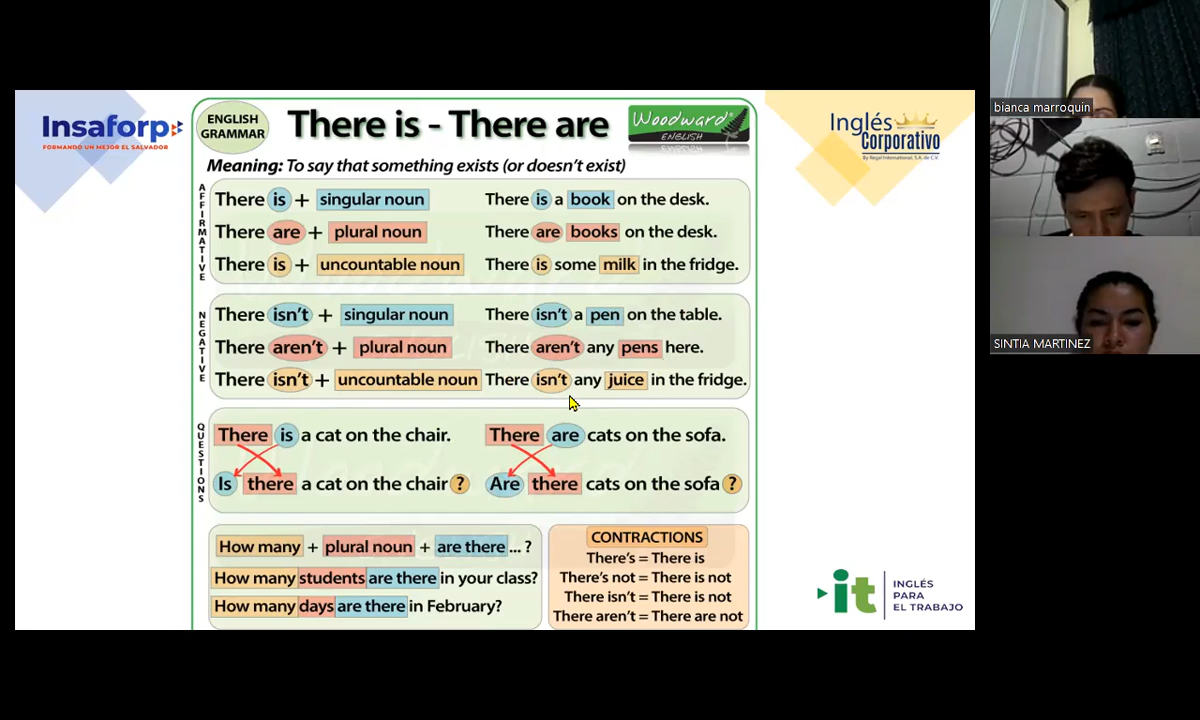 Insaforp
FORMANDO UN MEJOR EL SALVADOR
ENGLISH
GRAMMAR
There is - There are
Woodward®
ENGLISH
Inglés
Corporativo
By Regal International, S.A. de C.V.
Meaning: To say that something exists (or doesn't exist)
AFFIRMATIVE
There is + singular noun There is a book on the desk.
There are + plural noun There are books on the desk.
There is + uncountable noun There is some milk in the fridge.
NEGATIVE
There isn't + singular noun There isn't a pen on the table.
There aren't + plural noun There aren't any pens here.
There isn't + uncountable noun There isn't any juice in the fridge.
QUESTIONS
There is a cat on the chair. There are cats on the sofa.
Is there a cat on the chair ? Are there cats on the sofa ?
How many + plural noun + are there ... ?
How many students are there in your class?
How many days are there in February?
CONTRACTIONS
There's = There is
There's not = There is not
There isn't = There is not
There aren't = There are not
it
INGLÉS
PARA
EL TRABAJO
bianca marroquin
SINTIA MARTINEZ